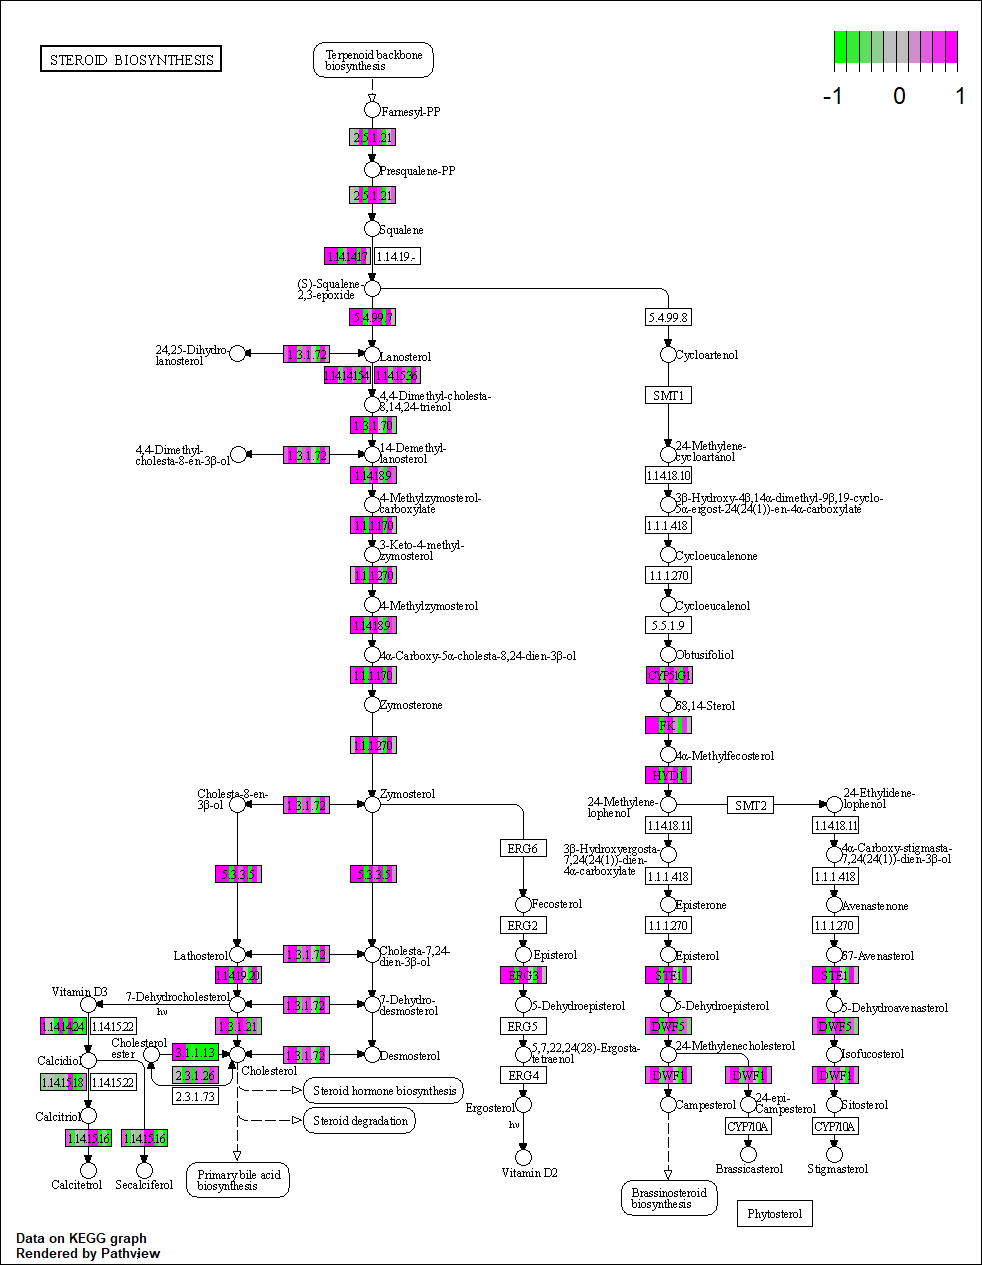 STEROID BIOSYNTHESIS
Terpenoid backbone
biosynthesis
-1
0
1
Farnesyl-PP
2.5.1.21
Presqualene-PP
2.5.1.21
Squalene
1.14.14.17
1.14.19.-
(S)-Squalene-
2,3-epoxide
5.4.99.7
5.4.99.8
24,25-Dihydro-
lanosterol
1.3.1.72
Lanosterol
Cycloartenol
1.14.14.154
1.14.15.36
4,4-Dimethyl-cholesta-
8,14,24-trienol
SMT1
1.3.1.70
4,4-Dimethyl-
cholesta-8-en-3β-ol
1.3.1.72
14-Demethyl-
lanosterol
24-Methylene-
cycloartanol
1.14.18.9
1.14.18.10
4-Methylzymosterol-
carboxylate
3β-Hydroxy-4β,14α-dimethyl-9β,19-cyclo-
5α-ergost-24(24(1))-en-4α-carboxylate
1.1.1.170
1.1.1.418
3-Keto-4-methyl-
zymosterol
Cycloeucalenone
1.1.1.270
1.1.1.270
4-Methylzymosterol
Cycloeucalenol
1.14.18.9
5.5.1.9
4α-Carboxy-5α-cholesta-8,24-dien-3β-ol
Obtusifoliol
1.1.1.170
CYP51G1
Zymosterone
δ8,14-Sterol
1.1.1.270
FK
4α-Methylfecosterol
HYD1
Cholesta-8-en-
3β-ol
1.3.1.72
Zymosterol
24-Methylene-
lophenol
SMT2
24-Ethylidene-
lophenol
1.14.18.11
1.14.18.11
ERG6
3β-Hydroxyergosta-
7,24(24(1))-dien-
4α-carboxylate
4α-Carboxy-stigmasta-
7,24(24(1))-dien-3β-ol
5.3.3.5
5.3.3.5
1.1.1.418
1.1.1.418
Fecosterol
Episterone
Avenastenone
ERG2
1.1.1.270
1.1.1.270
Lathosterol
1.3.1.72
Cholesta-7,24-
dien-3β-ol
Episterol
Episterol
δ7-Avenasterol
1.14.19.20
ERG3
STE1
STE1
Vitamin D3
7-Dehydrocholesterol
hν
1.3.1.72
7-Dehydro-
desmosterol
5-Dehydroepisterol
5-Dehydroepisterol
5-Dehydroavenasterol
1.14.14.24
1.14.15.22
1.3.1.21
ERG5
DWF5
DWF5
Calcidiol
Cholesterol
ester
3.1.1.13
Cholesterol
1.3.1.72
Desmosterol
5,7,22,24(28)-Ergosta-
tetraenol
24-Methylenecholesterol
Isofucosterol
1.14.15.18
1.14.15.22
2.3.1.26
2.3.1.73
ERG4
DWF1
DWF1
DWF1
Steroid hormone biosynthesis
Steroid degradation
Calcitriol
Ergosterol
hν
Campesterol
24-epi-
Campesterol
Sitosterol
1.14.15.16
1.14.15.16
CYP710A
CYP710A
Calcitetrol
Secalciferol
Primary bile acid
biosynthesis
Vitamin D2
Brassicasterol
Stigmasterol
Brassinosteroid
biosynthesis
Phytosterol
Data on KEGG graph
Rendered by Pathview